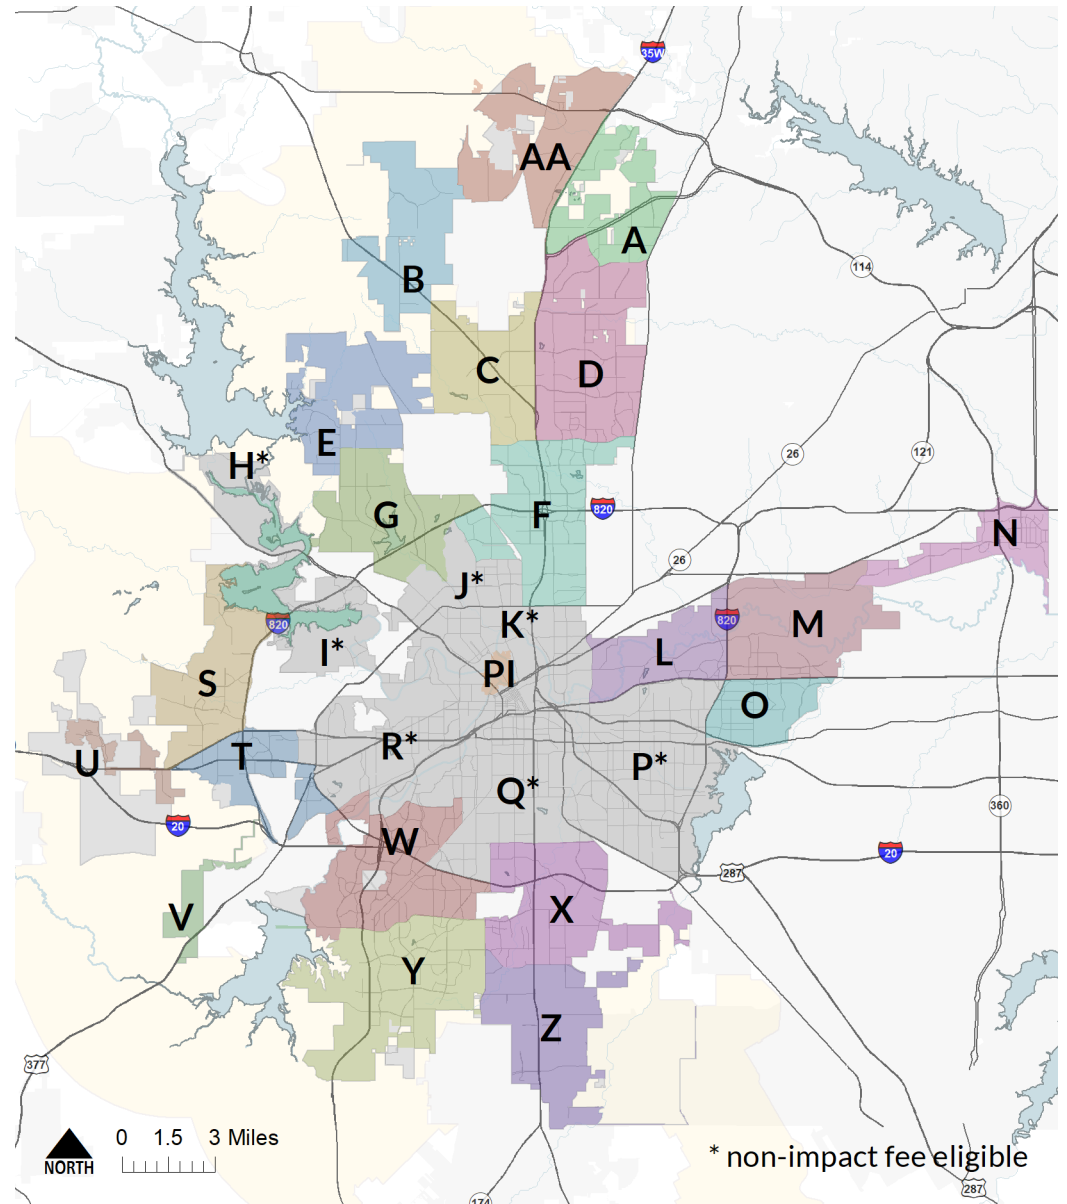 35W
AA
A
B
114
C
D
E
H*
26
121
G
F
820
N
26
J*
K*
820
820
M
I*
L
PI
S
O
R*
T
U
P*
Q*
360
20
W
20
287
V
X
Y
Z
377
0 1.5 3 Miles
NORTH
* non-impact fee eligible
287
174